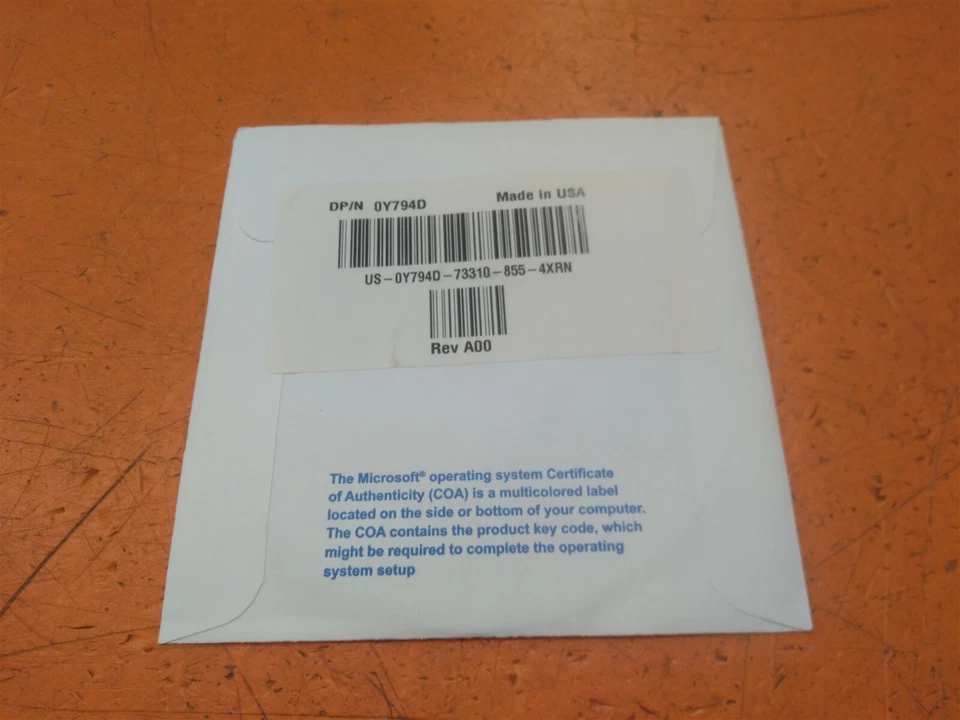 DP/N 0Y794D Made in USA
US-0Y794D-73310-855-4XRN
Rev A00
The Microsoft® operating system Certificate
of Authenticity (COA) is a multicolored label
located on the side or bottom of your computer.
The COA contains the product key code, which
might be required to complete the operating
system setup